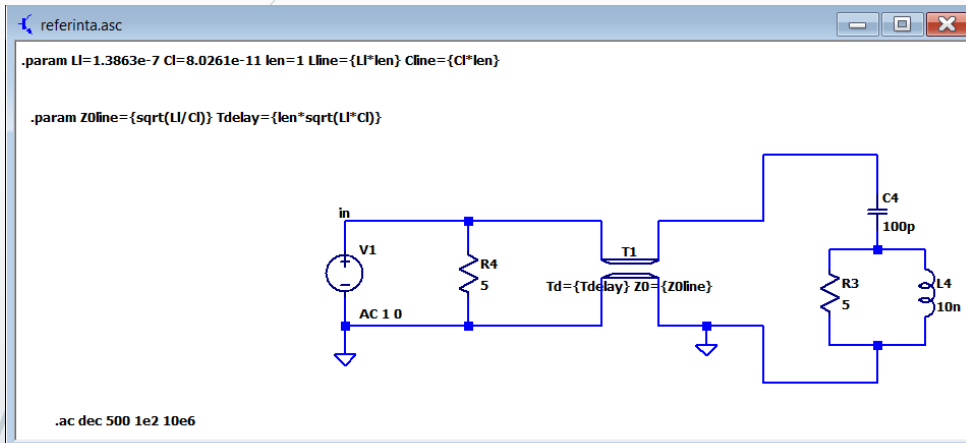 referinta.asc
.param Ll=1.3863e-7 Cl=8.0261e-11 len=1 Lline={Ll*len} Cline={Cl*len}
.param Z0line={sqrt(Ll/Cl)} Tdelay={len*sqrt(Ll*Cl)}
in
V1
AC 1 0
R4
5
T1
Td={Tdelay} Z0={Z0line}
C4
100p
R3
5
L4
10n
.ac dec 500 1e2 10e6